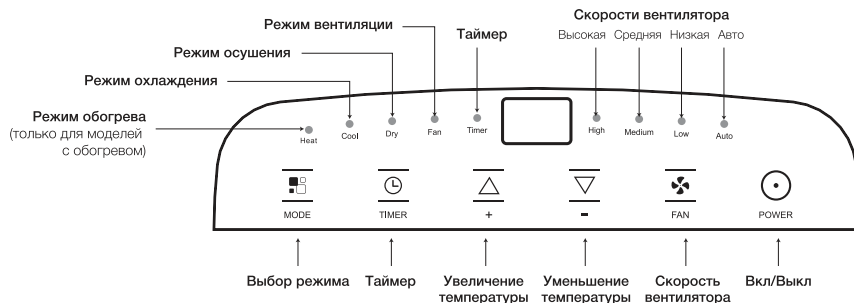 Скорости вентилятора
Режим вентиляции
Таймер
Высокая Средняя Низкая Авто
Режим осушения
Режим охлаждения
Режим обогрева
(только для моделей
с обогревом)
Heat Cool Dry Fan Timer High Medium Low Auto
MODE TIMER + - FAN POWER
Выбор режима Таймер Увеличение Уменьшение Скорость Вкл/Выкл
температуры температуры вентилятора